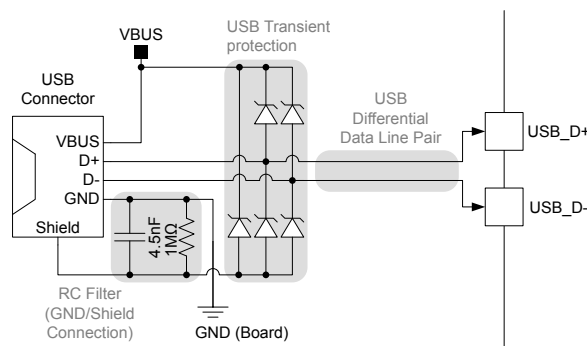 VBUS
USB Transient
protection
USB
Connector
VBUS
D+
D-
GND
Shield
4.5nF
1MΩ
RC Filter
(GND/Shield
Connection)
GND (Board)
USB
Differential
Data Line Pair
USB_D+
USB_D-